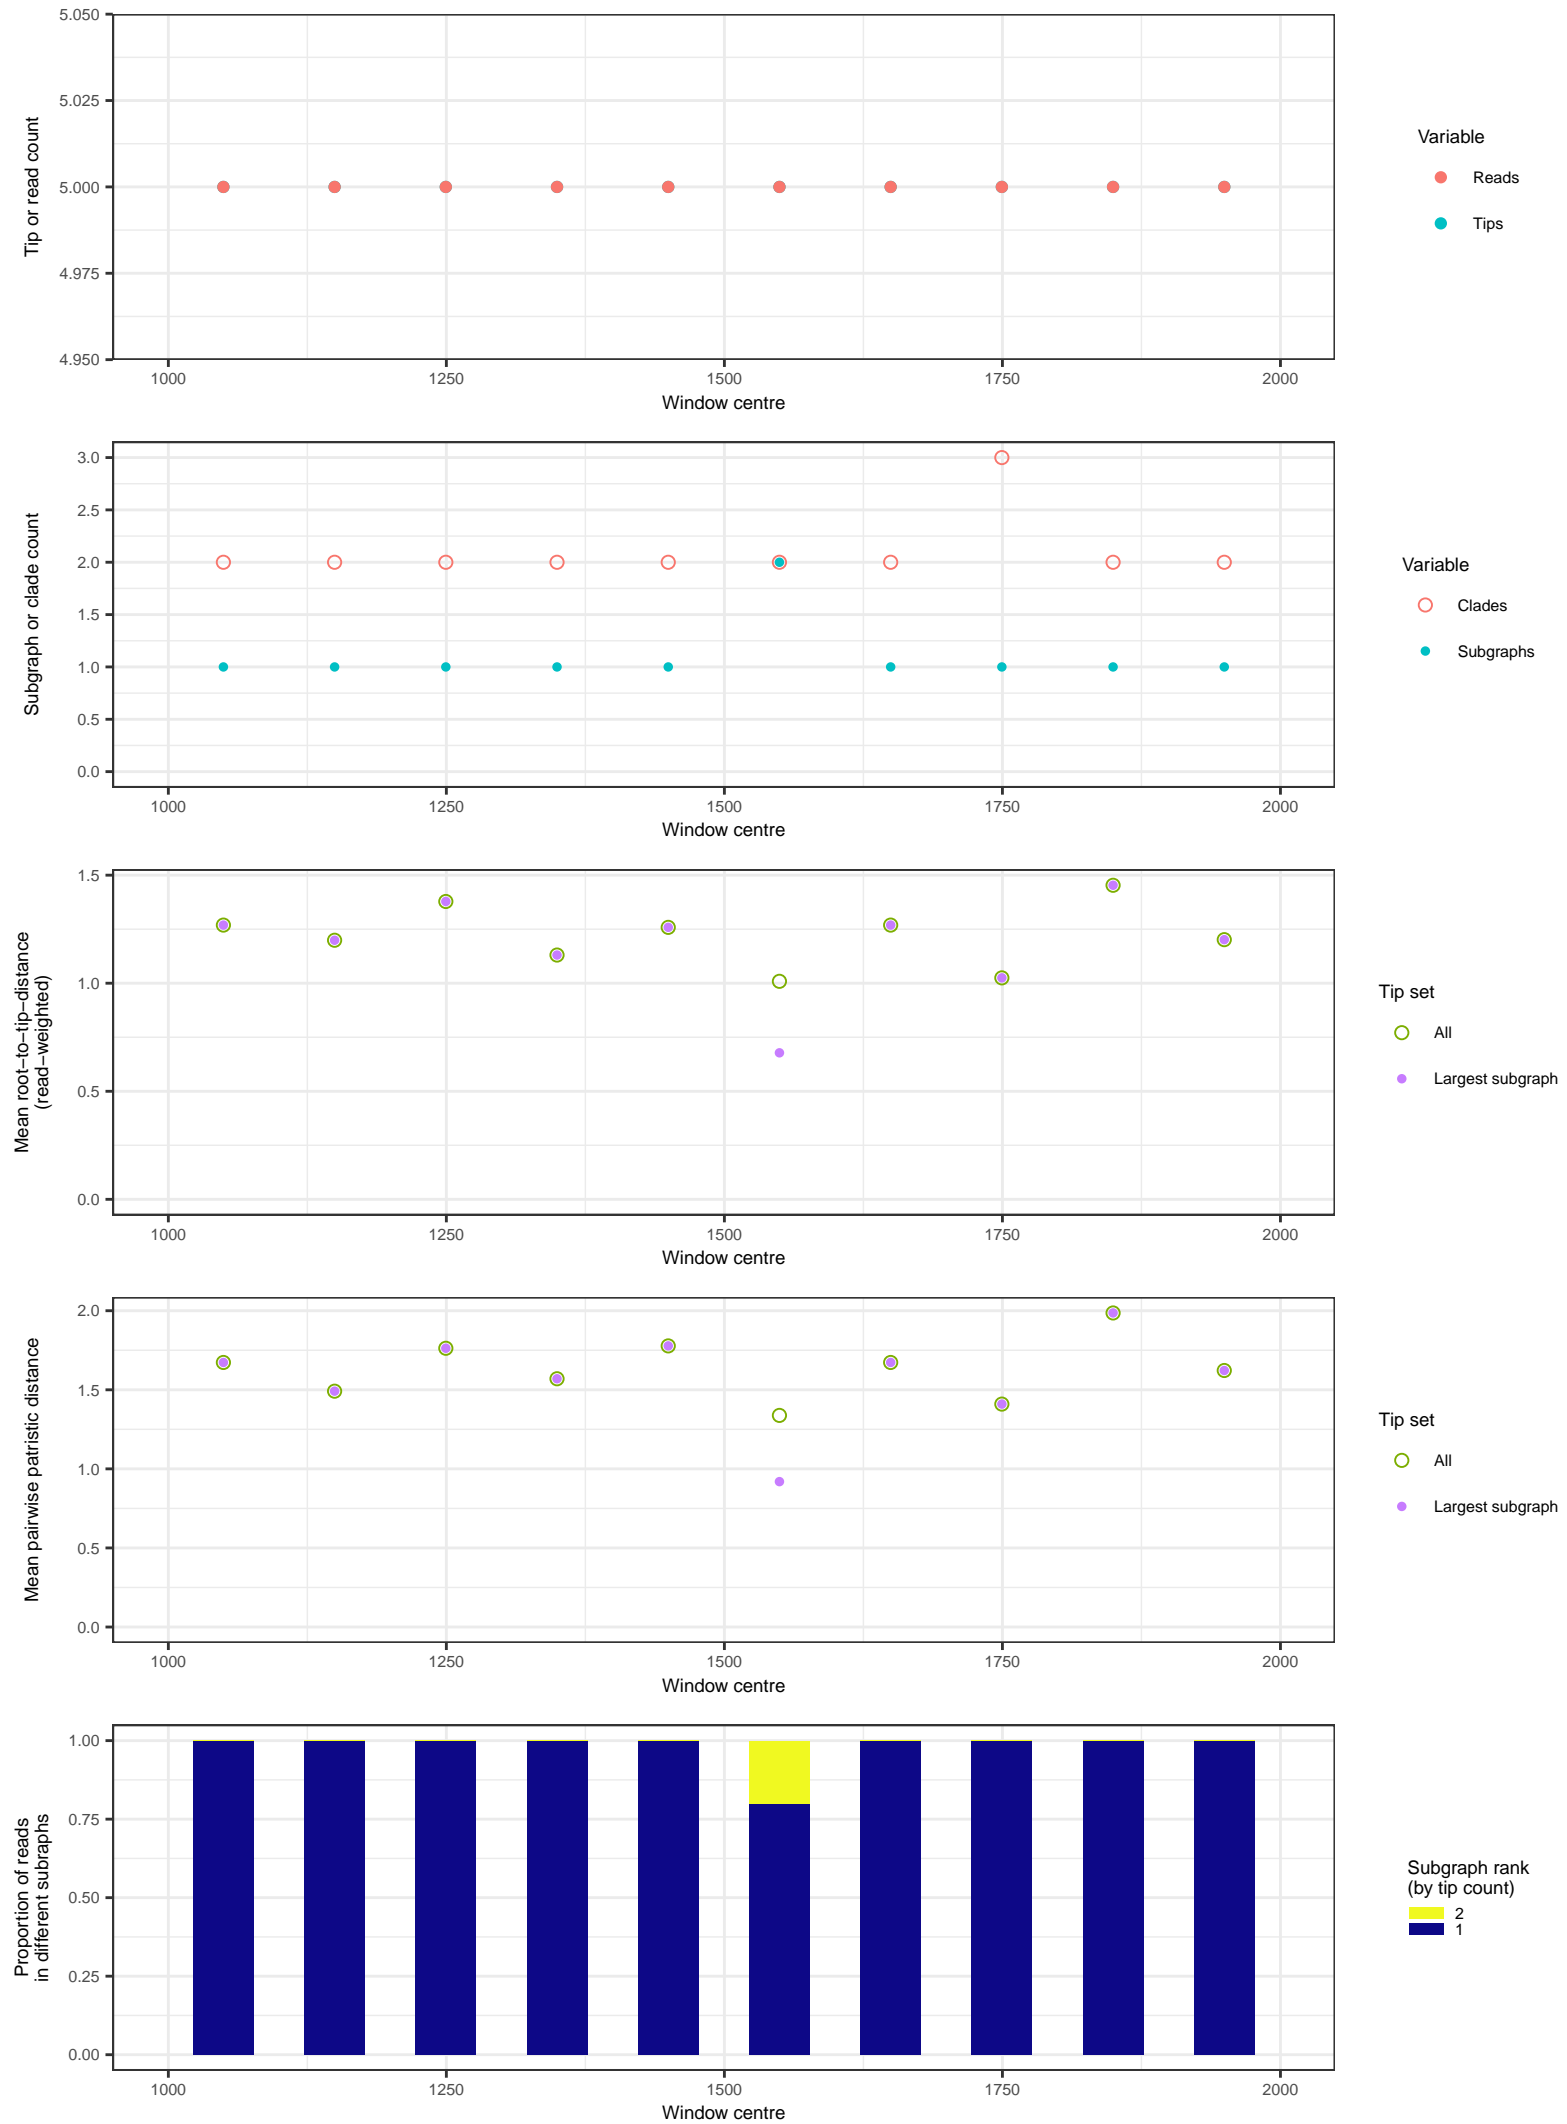 Tip or read count
5.050
5.025
5.000
4.975
4.950
1000 1250 1500 1750 2000
Window centre
Variable
Reads
Tips
Subgraph or clade count
3.0
2.5
2.0
1.5
1.0
0.5
0.0
1000 1250 1500 1750 2000
Window centre
Variable
Clades
Subgraphs
Mean root−to−tip−distance
(read−weighted)
1.5
1.0
0.5
0.0
1000 1250 1500 1750 2000
Window centre
Tip set
All
Largest subgraph
Mean pairwise patristic distance
2.0
1.5
1.0
0.5
0.0
1000 1250 1500 1750 2000
Window centre
Tip set
All
Largest subgraph
Proportion of reads
in different subraphs
1.00
0.75
0.50
0.25
0.00
1000 1250 1500 1750 2000
Window centre
Subgraph rank
(by tip count)
2
1